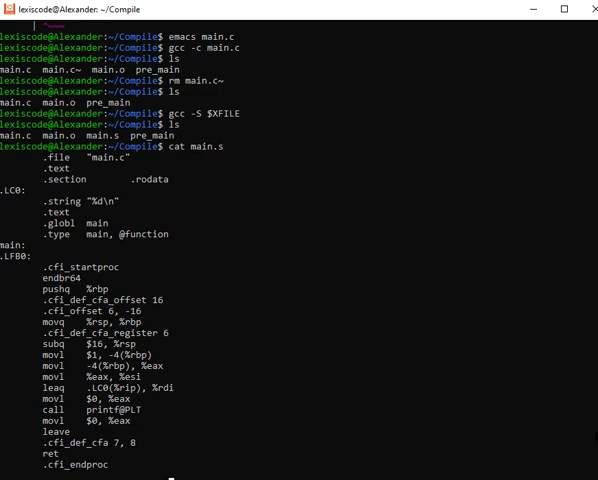 lexiscode@Alexander: ~/Compile
lexiscode@Alexander:~/Compile$ emacs main.c
lexiscode@Alexander:~/Compile$ gcc -c main.c
lexiscode@Alexander:~/Compile$ ls
main.c main.c~ main.o pre_main
lexiscode@Alexander:~/Compile$ rm main.c~
lexiscode@Alexander:~/Compile$ ls
main.c main.o pre_main
lexiscode@Alexander:~/Compile$ gcc -S $XFILE
lexiscode@Alexander:~/Compile$ ls
main.c main.o main.s pre_main
lexiscode@Alexander:~/Compile$ cat main.s
.file "main.c"
.text
.section .rodata
.LC0:
.string "%d\n"
.text
.globl main
.type main, @function
main:
.LFB0:
.cfi_startproc
endbr64
pushq %rbp
.cfi_def_cfa_offset 16
.cfi_offset 6, -16
movq %rsp, %rbp
.cfi_def_cfa_register 6
subq $16, %rsp
movl $1, -4(%rbp)
movl -4(%rbp), %eax
movl %eax, %esi
leaq .LC0(%rip), %rdi
movl $0, %eax
call printf@PLT
movl $0, %eax
leave
.cfi_def_cfa 7, 8
ret
.cfi_endproc